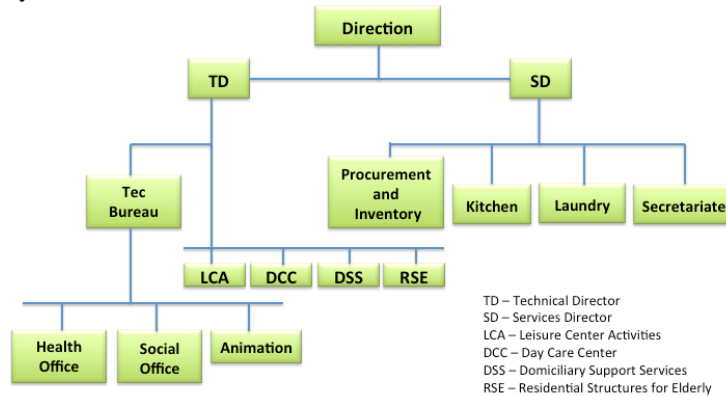 Direction
TD
SD
Tec
Bureau
Procurement
and
Inventory
Kitchen
Laundry
Secretariate
LCA
DCC
DSS
RSE
Health
Office
Social
Office
Animation
TD – Technical Director
SD – Services Director
LCA – Leisure Center Activities
DCC – Day Care Center
DSS – Domiciliary Support Services
RSE – Residential Structures for Elderly